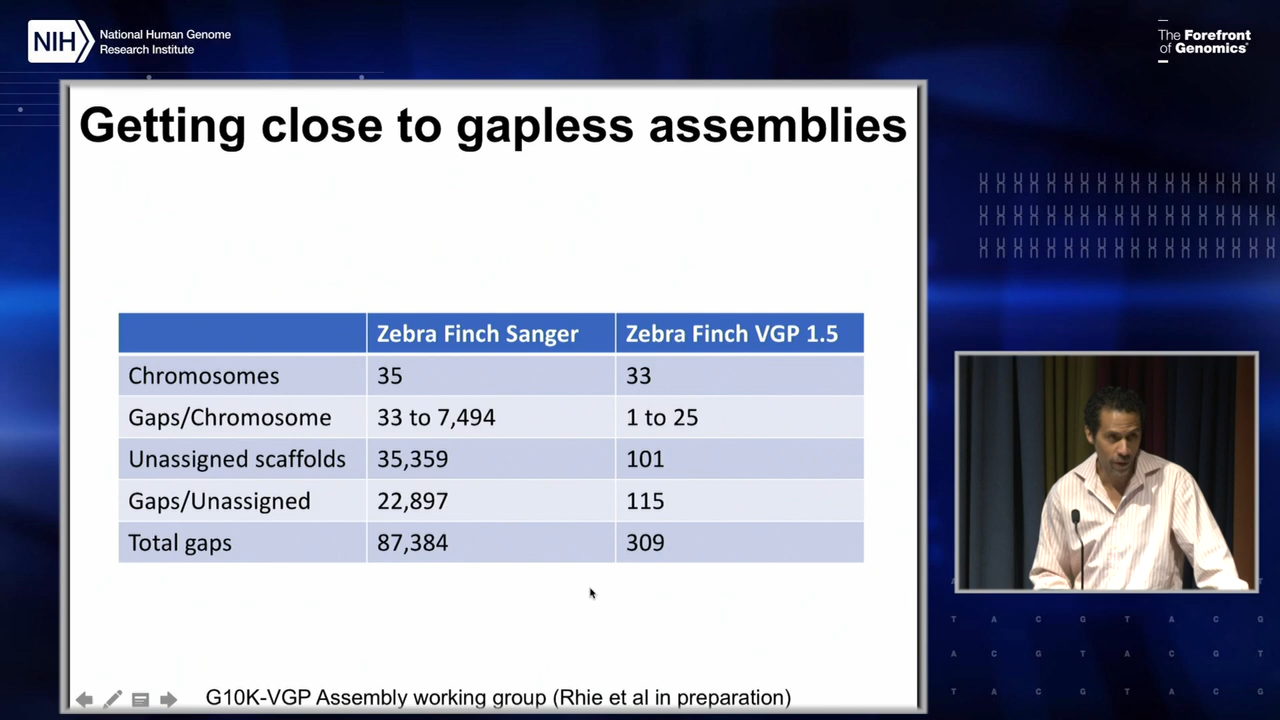 NIH
National Human Genome
Research Institute
The Forefront
of Genomics®
Getting close to gapless assemblies
Zebra Finch Sanger
Zebra Finch VGP 1.5
Chromosomes 35 33
Gaps/Chromosome 33 to 7,494 1 to 25
Unassigned scaffolds 35,359 101
Gaps/Unassigned 22,897 115
Total gaps 87,384 309
G10K-VGP Assembly working group (Rhie et al in preparation)
T A C G T A C G
A C G T A C G T
T A C G T A C G